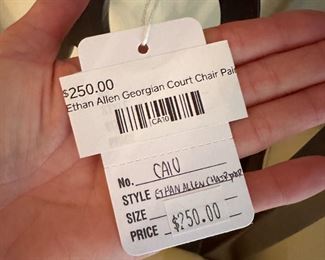 $250.00
Ethan Allen Georgian Court Chair Pair
CA10
No. CA10
STYLE ETHAN ALLEN CHAIR PAIR
SIZE
PRICE $250.00